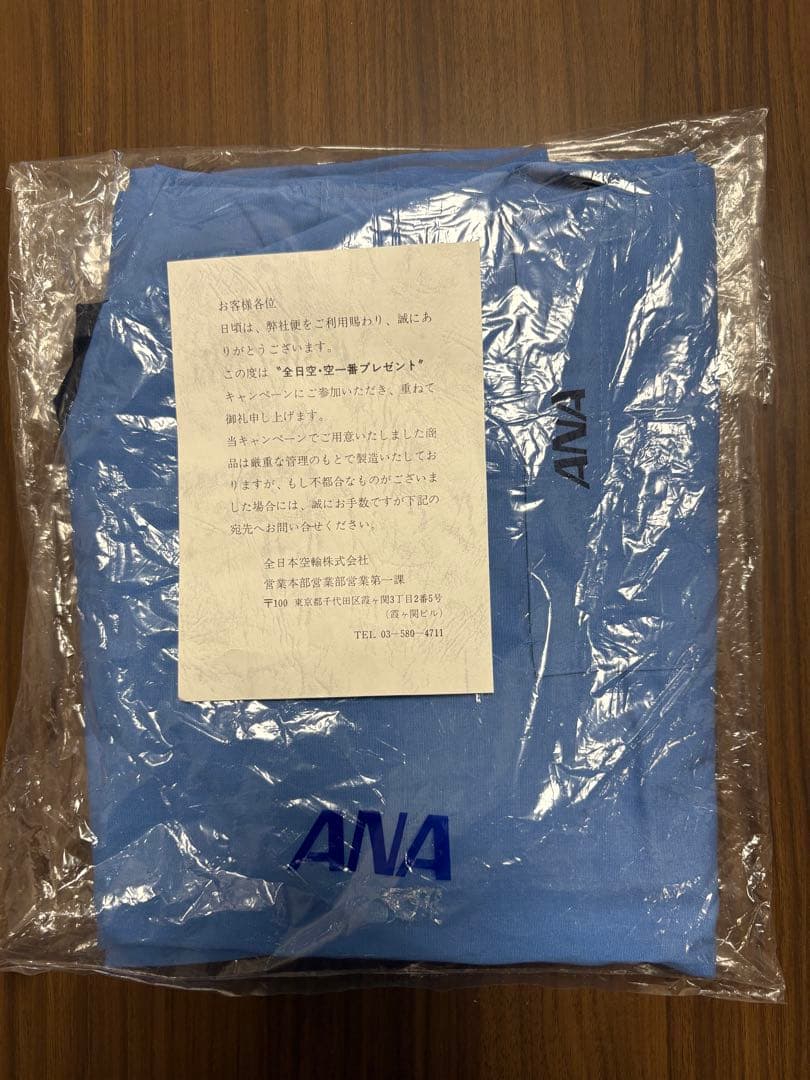 お客様各位
日頃は、弊社便をご利用賜わり、誠にあ
りがとうございます。
この度は〝全日空・空一番プレゼント〟
キャンペーンにご参加いただき、重ねて
御礼申し上げます。
当キャンペーンでご用意いたしました商
品は厳重な管理のもとで製造いたしてお
りますが、もし不都合なものがございま
した場合には、誠にお手数ですが下記の
宛先へお問い合せください。
全日本空輸株式会社
営業本部営業部営業第一課
〒100 東京都千代田区霞ヶ関3丁目2番5号
(霞ヶ関ビル)
TEL 03-580-4711
ANA
ANA